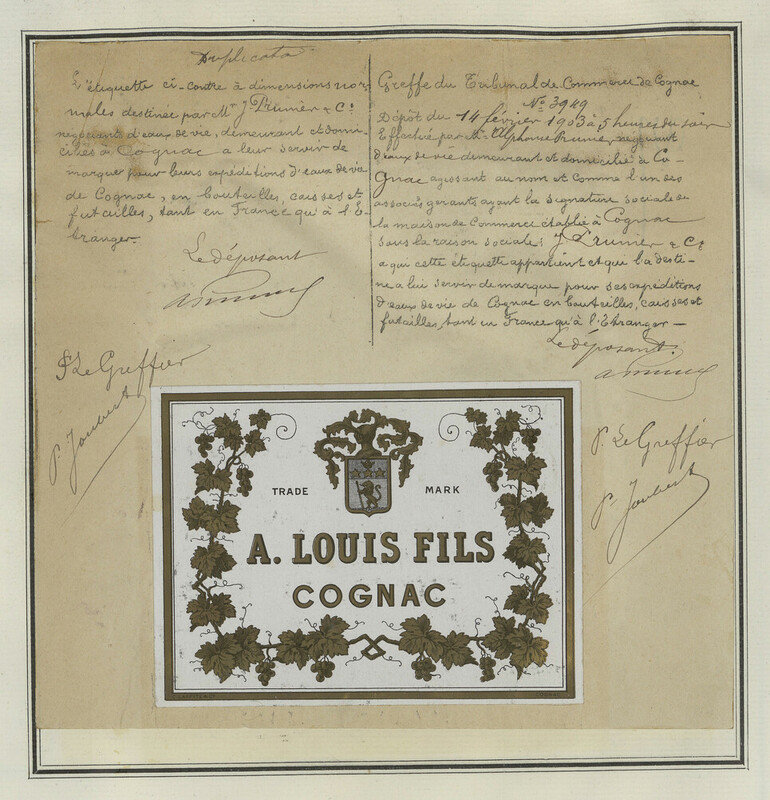 Duplicata
L'étiquette ci-contre à dimensions nor
males destinée par Mr J. Prunier & Cie
négociants d'eaux de vie, demeurant et domi-
ciliés à Cognac a leur servir de
marque pour leurs expéditions d'eaux de vie
de Cognac, en bouteilles, caisses et
futailles, tant en France qu'à l'E-
tranger.
Le déposant
P. Le Greffier
P. Joubert
Greffe du Tribunal de Commerce de Cognac
No 3949
Dépôt du 14 février 1903 à 5 heures du soir
Effectué par Mr Alphonse Prunier, négociant
d'eaux de vie demeurant et domicilié à Co-
gnac agissant au nom et comme l'un des
associés gérants ayant la signature sociale de
la maison de Commerce établie à Cognac
sous la raison sociale: J. Prunier & Cie
a qui cette étiquette appartient et qui l'a desti-
née a lui servir de marque pour ses expéditions
d'eaux de vie de Cognac en bouteilles, caisses et
futailles, tant en France qu'à l'Etranger —
Le déposant.
P. Le Greffier
P. Joubert
TRADE MARK
A. LOUIS FILS
COGNAC